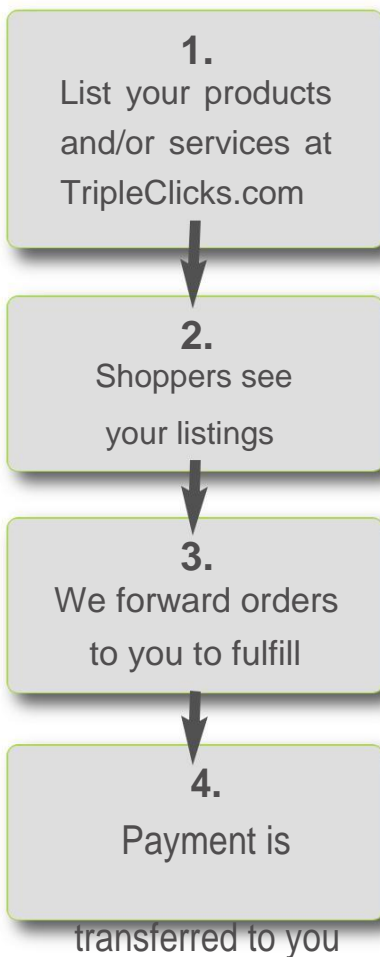 1.
List your products
and/or services at
TripleClicks.com
2.
Shoppers see
your listings
3.
We forward orders
to you to fulfill
4.
Payment is
transferred to you